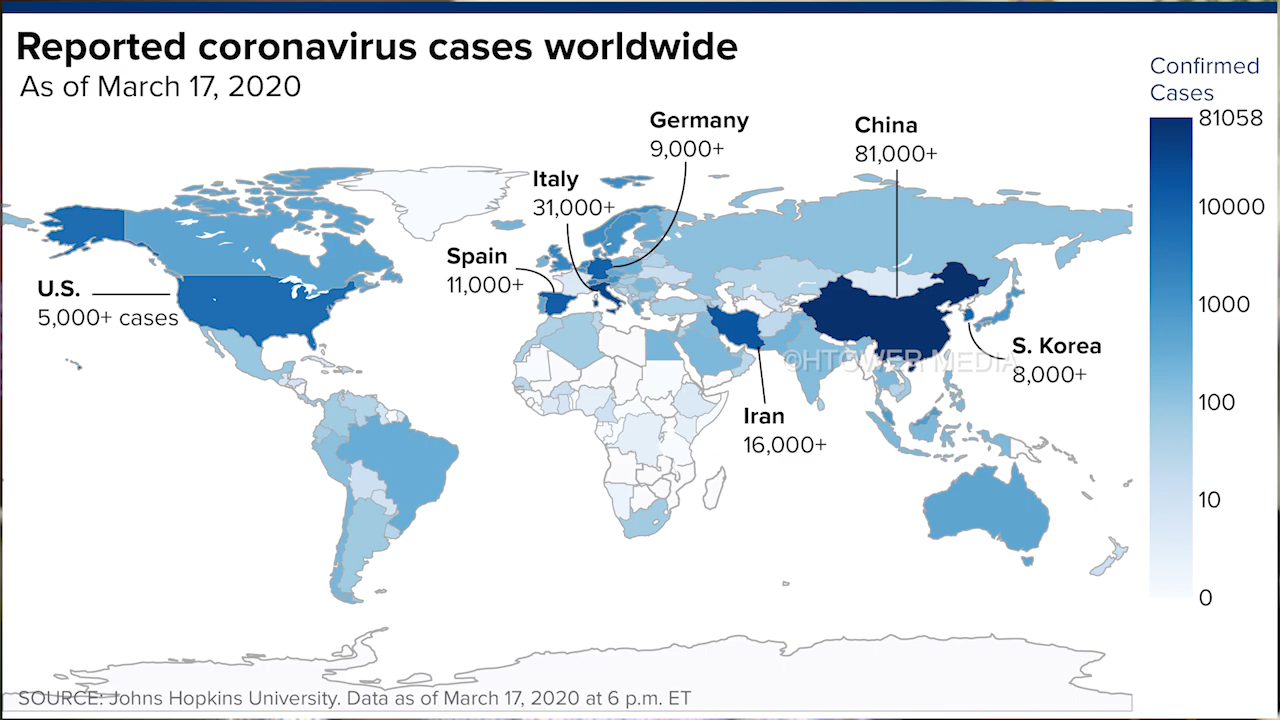 Reported coronavirus cases worldwide
As of March 17, 2020
Confirmed
Cases
81058
10000
1000
100
10
0
Germany
9,000+
China
81,000+
Italy
31,000+
Spain
11,000+
U.S.
5,000+ cases
S. Korea
8,000+
Iran
16,000+
©HTOWER MEDIA
SOURCE: Johns Hopkins University. Data as of March 17, 2020 at 6 p.m. ET